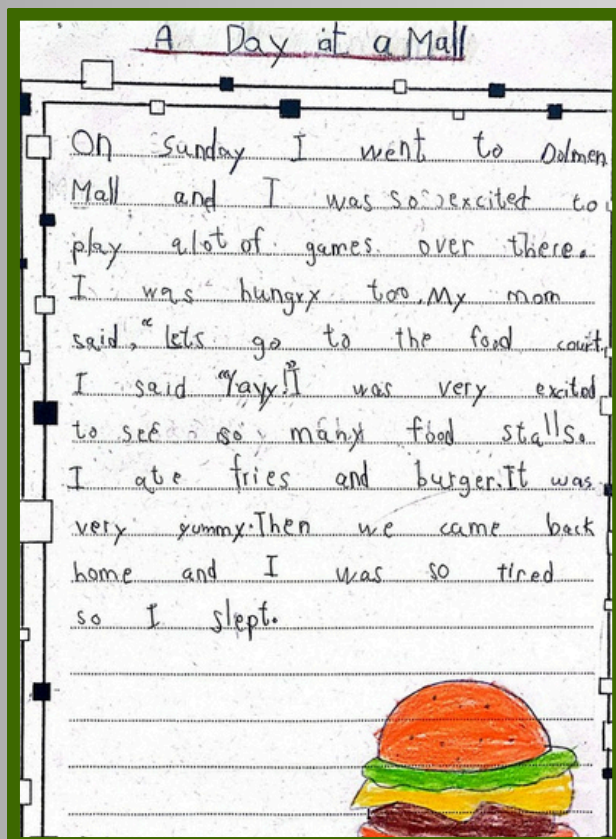 A Day at a Mall
On sunday I went to Dolmen
Mall and I was so excited to
play alot of games over there.
I was hungry too. My mom
said, "lets go to the food court.
I said "Yayy!" I was very excited
to see so many food stalls.
I ate fries and burger. It was
very yummy. Then we came back
home and I was so tired
so I slept.